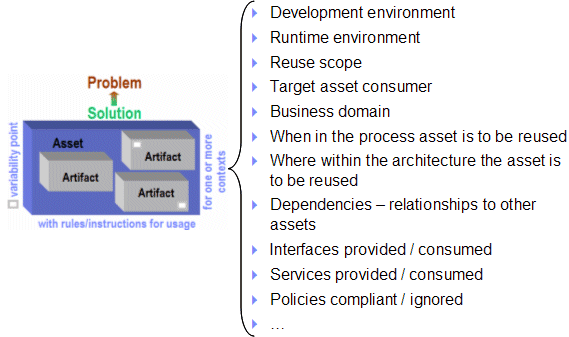 Problem
Solution
Asset
Artifact
Artifact
Artifact
variability point
for one or more
contexts
with rules/instructions for usage
Development environment
Runtime environment
Reuse scope
Target asset consumer
Business domain
When in the process asset is to be reused
Where within the architecture the asset is
to be reused
Dependencies – relationships to other
assets
Interfaces provided / consumed
Services provided / consumed
Policies compliant / ignored
...